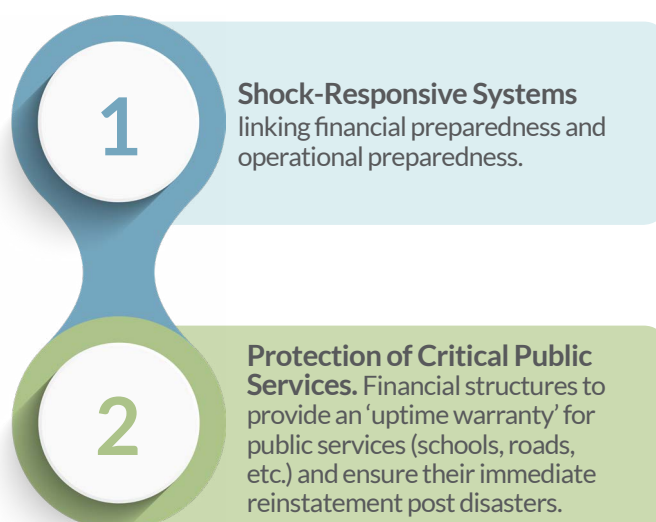 1
Shock-Responsive Systems
linking financial preparedness and
operational preparedness.
2
Protection of Critical Public
Services. Financial structures to
provide an ‘uptime warranty’ for
public services (schools, roads,
etc.) and ensure their immediate
reinstatement post disasters.